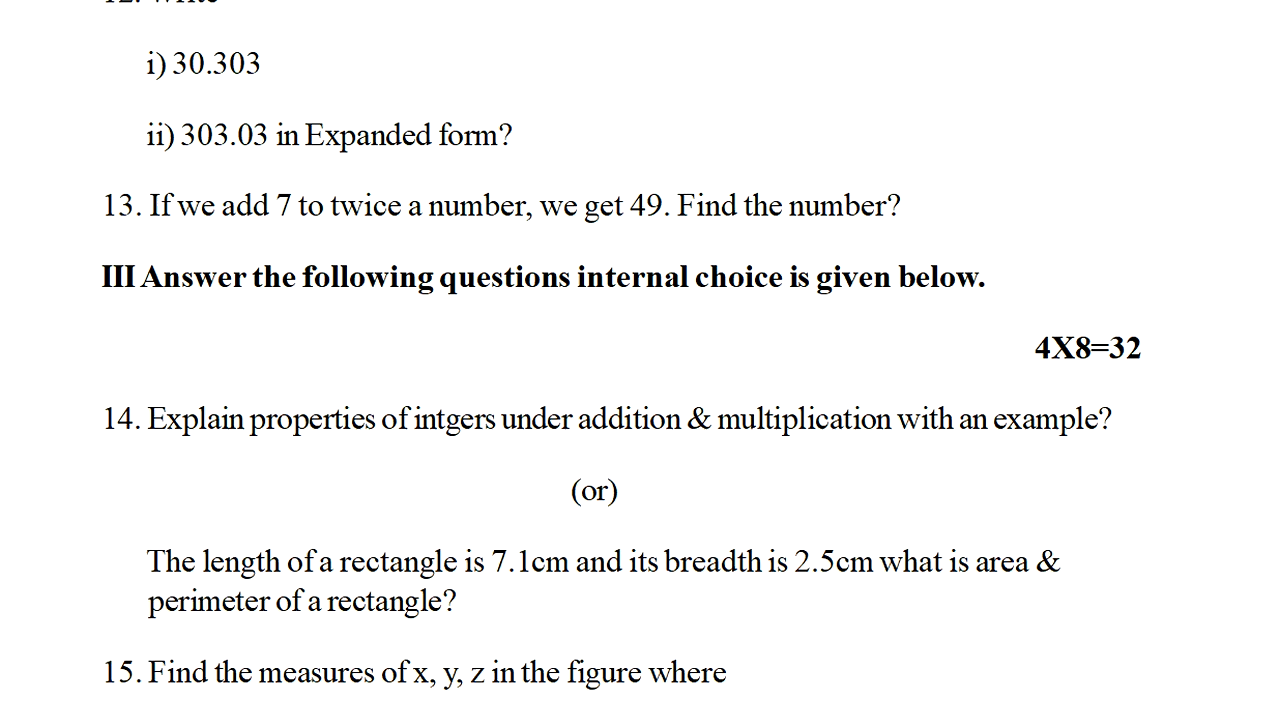 i) 30.303
ii) 303.03 in Expanded form?
13. If we add 7 to twice a number, we get 49. Find the number?
III Answer the following questions internal choice is given below.
4X8=32
14. Explain properties of intgers under addition & multiplication with an example?
(or)
The length of a rectangle is 7.1cm and its breadth is 2.5cm what is area &
perimeter of a rectangle?
15. Find the measures of x, y, z in the figure where